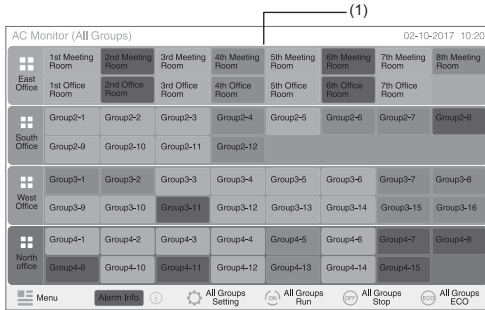 (1)
AC Monitor (All Groups) 02-10-2017 10:20
East Office
1st Meeting Room 2nd Meeting Room 3rd Meeting Room 4th Meeting Room 5th Meeting Room 6th Meeting Room 7th Meeting Room 8th Meeting Room
1st Office Room 2nd Office Room 3rd Office Room 4th Office Room 5th Office Room 6th Office Room 7th Office Room
South Office
Group2-1 Group2-2 Group2-3 Group2-4 Group2-5 Group2-6 Group2-7 Group2-8
Group2-9 Group2-10 Group2-11 Group2-12
West Office
Group3-1 Group3-2 Group3-3 Group3-4 Group3-5 Group3-6 Group3-7 Group3-8
Group3-9 Group3-10 Group3-11 Group3-12 Group3-13 Group3-14 Group3-15 Group3-16
North office
Group4-1 Group4-2 Group4-3 Group4-4 Group4-5 Group4-6 Group4-7 Group4-8
Group4-9 Group4-10 Group4-11 Group4-12 Group4-13 Group4-14 Group4-15
Menu Alarm Info. i All Groups Setting ON All Groups Run OFF All Groups Stop ECO All Groups ECO